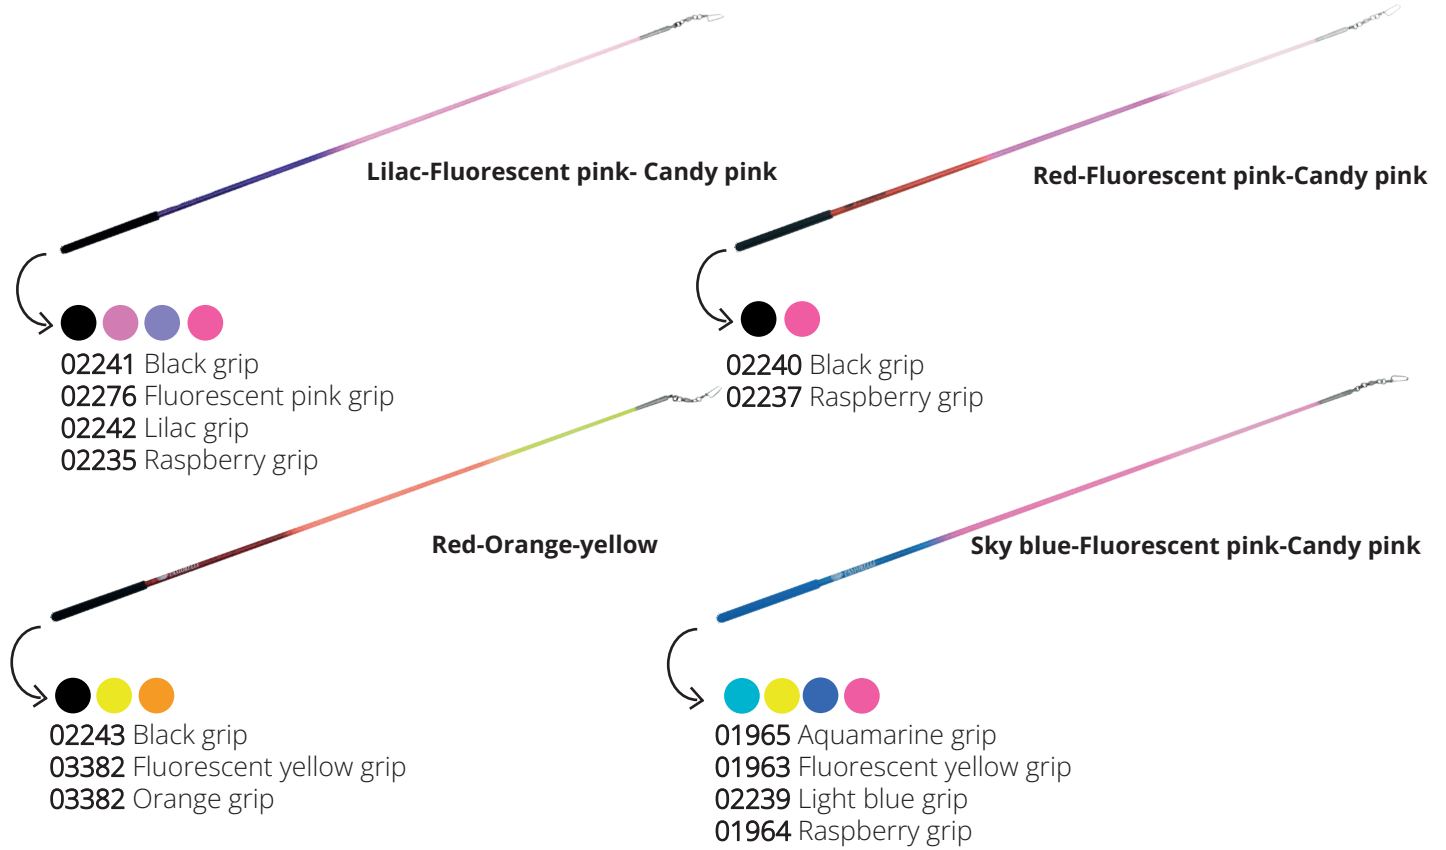 Lilac-Fluorescent pink- Candy pink
02241 Black grip
02276 Fluorescent pink grip
02242 Lilac grip
02235 Raspberry grip
Red-Fluorescent pink-Candy pink
02240 Black grip
02237 Raspberry grip
Red-Orange-yellow
02243 Black grip
03382 Fluorescent yellow grip
03382 Orange grip
Sky blue-Fluorescent pink-Candy pink
01965 Aquamarine grip
01963 Fluorescent yellow grip
02239 Light blue grip
01964 Raspberry grip